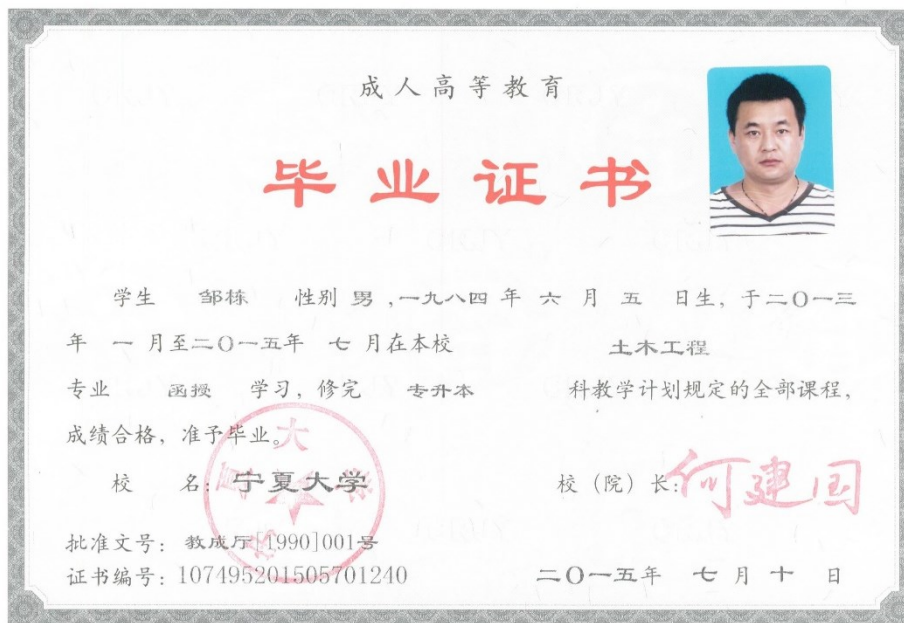 成人高等教育
毕业证书
学生 邹栋 性别 男 ,一九八四 年 六 月 五 日生, 于二〇一三
年 一 月至二〇一五年 七 月在本校 土木工程
专业 函授 学习, 修完 专升本 科教学计划规定的全部课程,
成绩合格, 准予毕业。
校 名: 宁夏大学 校 (院) 长: 何建国
批准文号: 教成厅[1990]001号
证书编号: 107495201505701240 二〇一五年 七 月 十 日